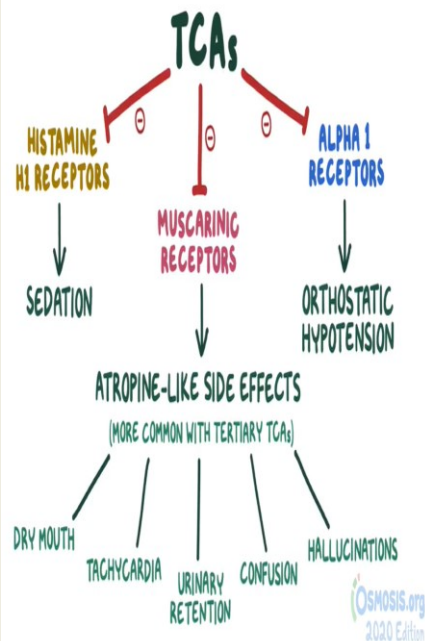 TCAs
⊖
⊖
⊖
HISTAMINE
H1 RECEPTORS
SEDATION
MUSCARINIC
RECEPTORS
ALPHA 1
RECEPTORS
ORTHOSTATIC
HYPOTENSION
ATROPINE-LIKE SIDE EFFECTS
(MORE COMMON WITH TERTIARY TCAs)
DRY MOUTH
TACHYCARDIA
URINARY
RETENTION
CONFUSION
HALLUCINATIONS
OSMOSIS.org
2020 Edition